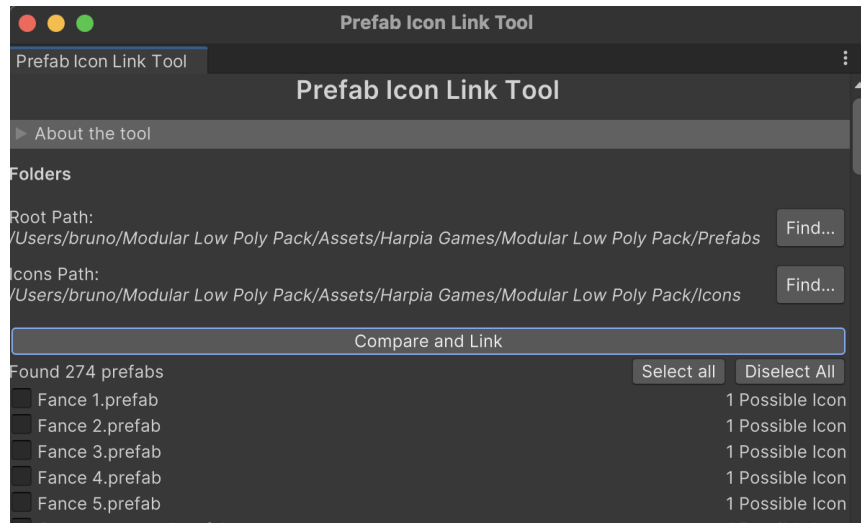 Prefab Icon Link Tool
Prefab Icon Link Tool
Prefab Icon Link Tool
About the tool
Folders
Root Path:
/Users/bruno/Modular Low Poly Pack/Assets/Harpia Games/Modular Low Poly Pack/Prefabs Find...
Icons Path:
/Users/bruno/Modular Low Poly Pack/Assets/Harpia Games/Modular Low Poly Pack/Icons Find...
Compare and Link
Found 274 prefabs Select all Diselect All
Fance 1.prefab 1 Possible Icon
Fance 2.prefab 1 Possible Icon
Fance 3.prefab 1 Possible Icon
Fance 4.prefab 1 Possible Icon
Fance 5.prefab 1 Possible Icon